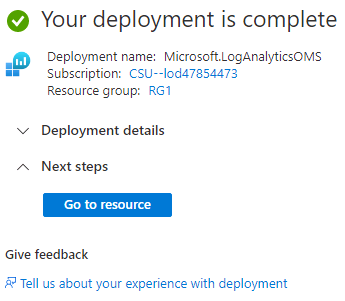 Your deployment is complete
Deployment name: Microsoft.LogAnalyticsOMS
Subscription: CSU--lod47854473
Resource group: RG1
Deployment details
Next steps
Go to resource
Give feedback
Tell us about your experience with deployment